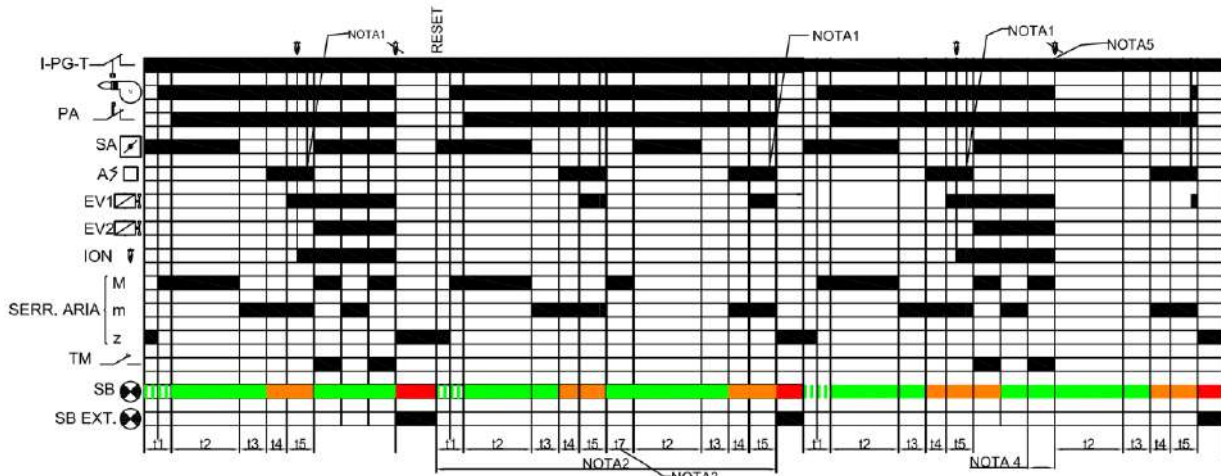 RESET
NOTA1
NOTA1
NOTA1
NOTA5
I-PG-T
PA
SA
A
EV1
EV2
ION
M
SERR. ARIA
m
z
TM
SB
SB EXT.
t1 t2 t3 t4 t5 t1 t2 t3 t4 t5 t7 t2 t3 t4 t5 t1 t2 t3 t4 t5 t2 t3 t4 t5
NOTA2
NOTA 4